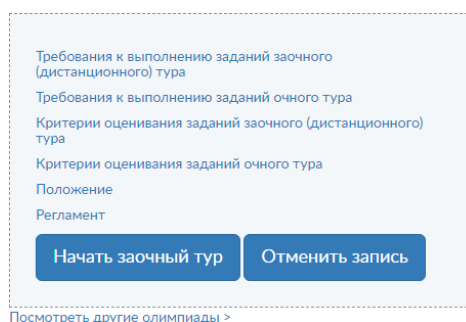 Требования к выполнению заданий заочного
(дистанционного) тура
Требования к выполнению заданий очного тура
Критерии оценивания заданий заочного (дистанционного)
тура
Критерии оценивания заданий очного тура
Положение
Регламент
Начать заочный тур Отменить запись
Посмотреть другие олимпиады >